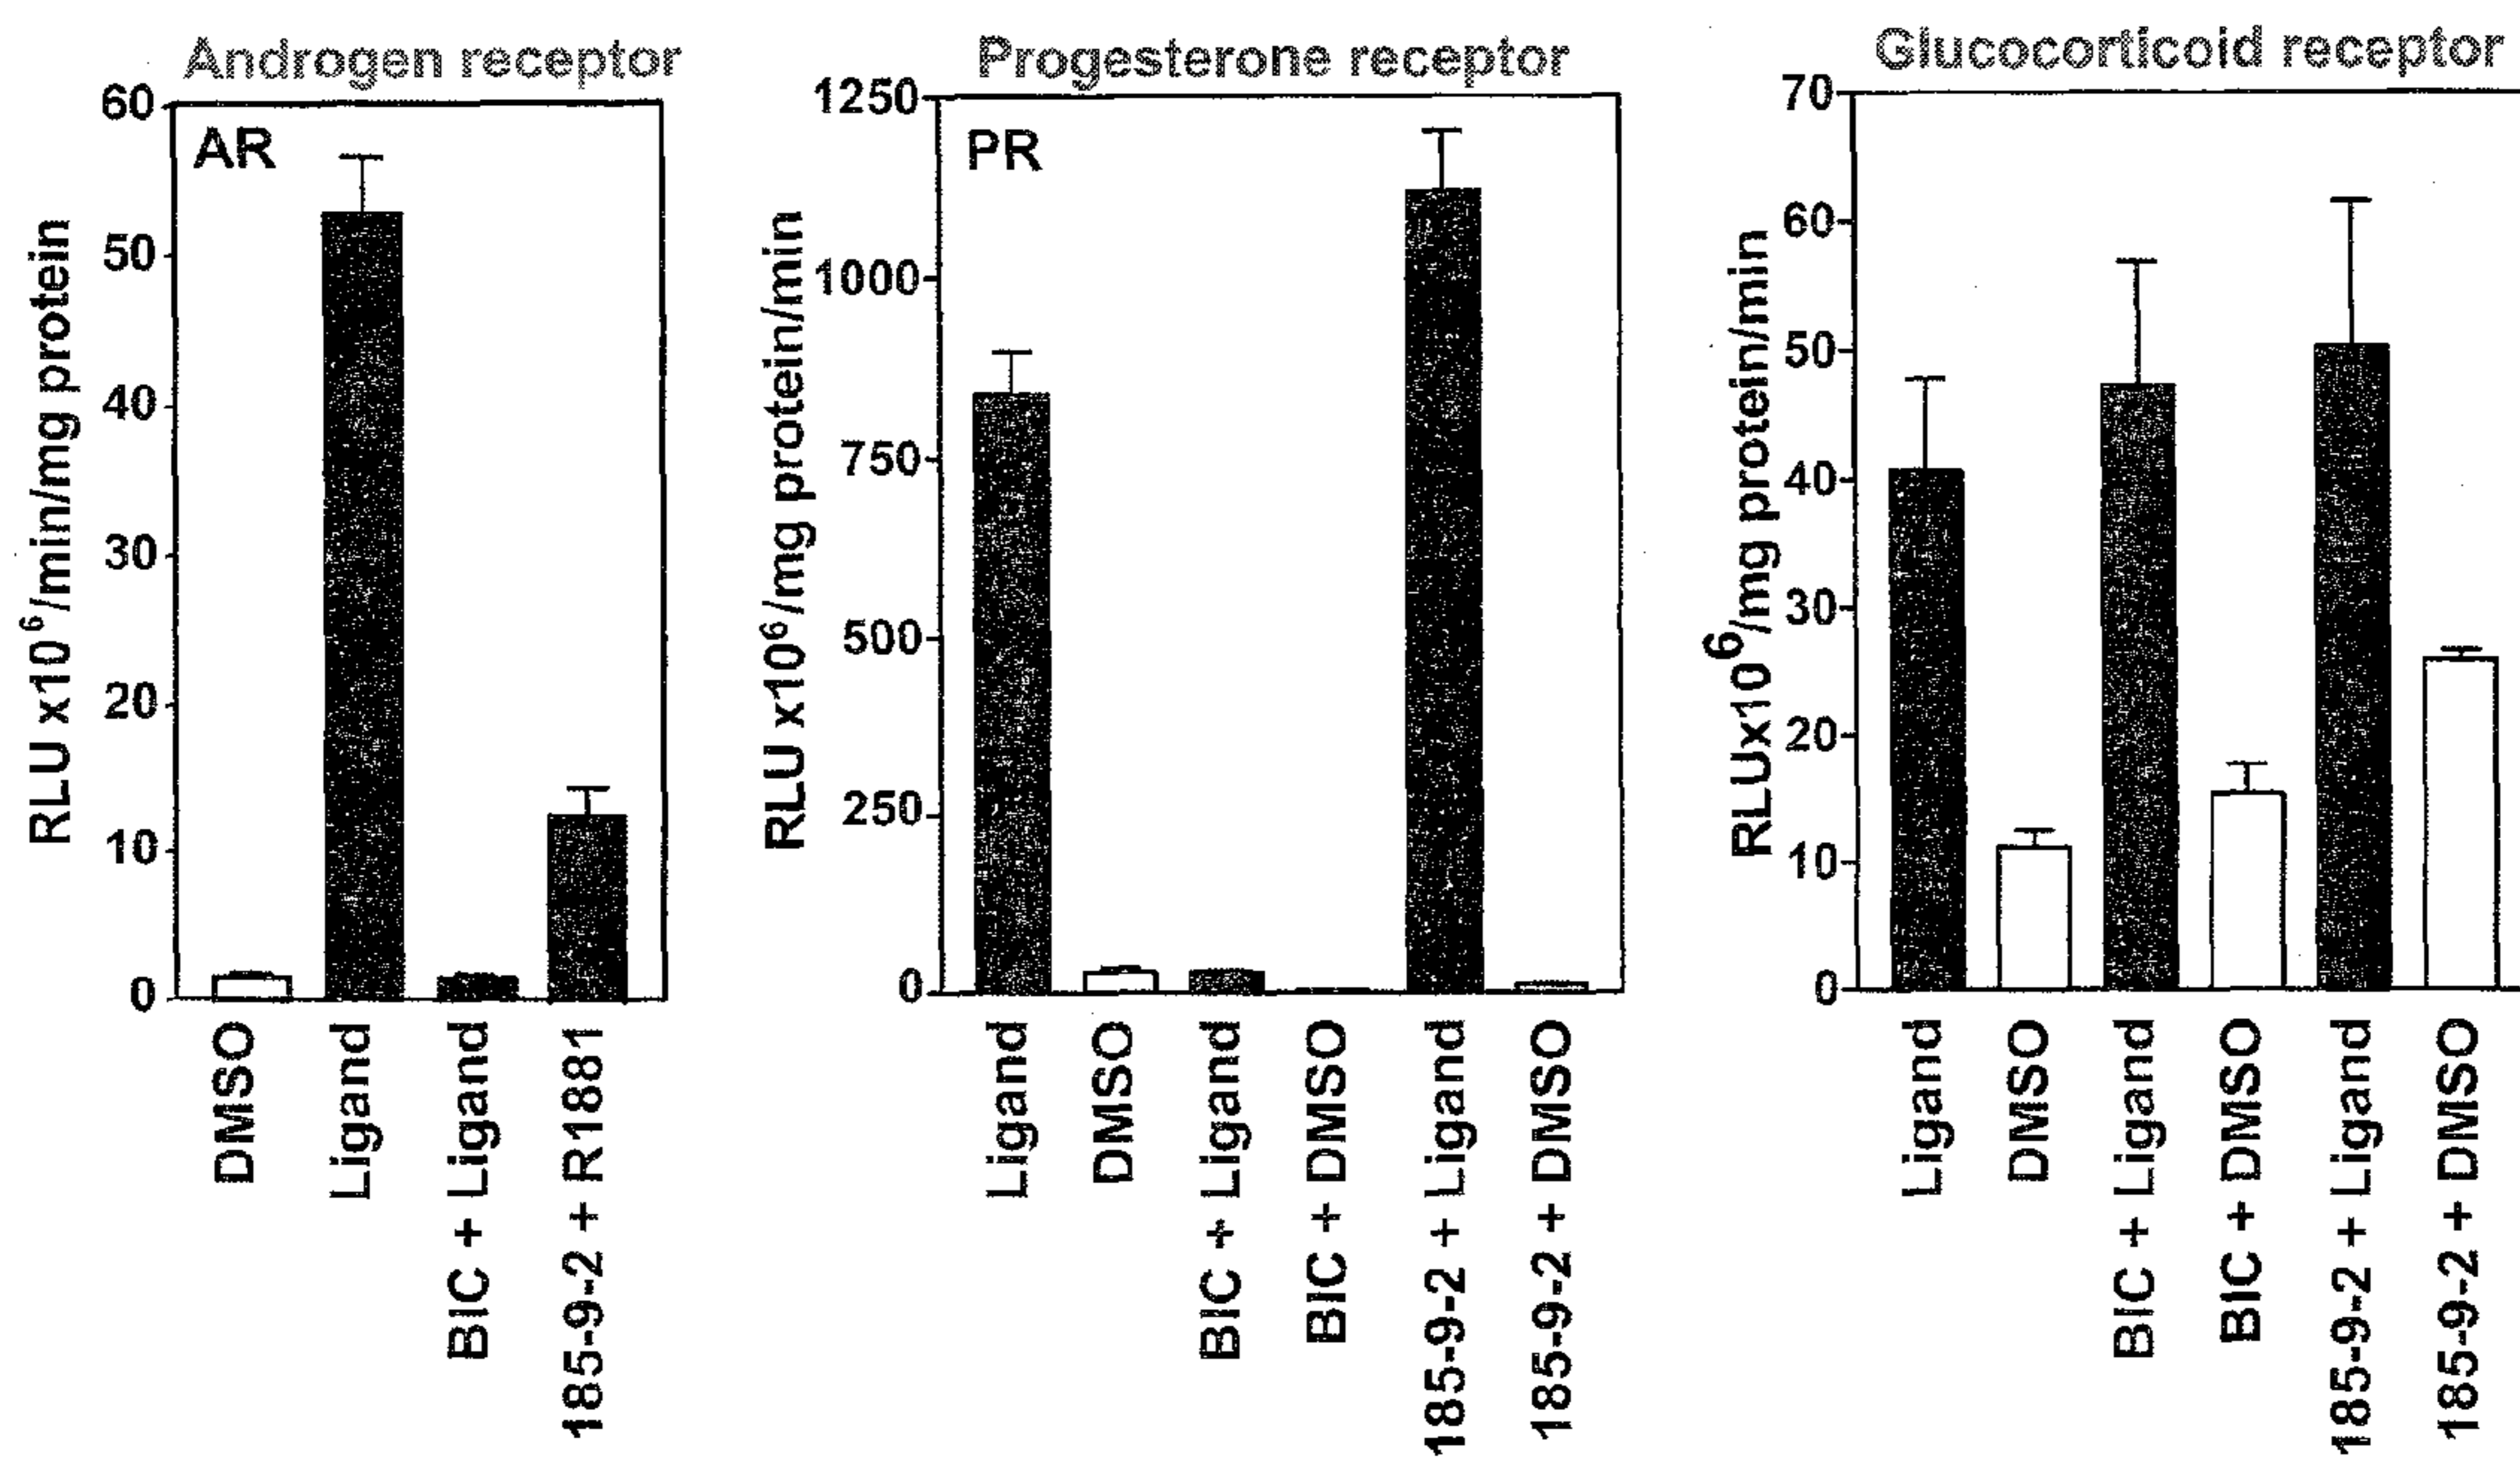 Androgen receptor
AR
RLU x10⁶/min/mg protein
60
50
40
30
20
10
0
DMSO
Ligand
BIC + Ligand
185-9-2 + R1881
Progesterone receptor
PR
RLU x10⁶/mg protein/min
1250
1000
750
500
250
0
Ligand
DMSO
BIC + Ligand
BIC + DMSO
185-9-2 + Ligand
185-9-2 + DMSO
Glucocorticoid receptor
RLUx10⁶/mg protein/min
70
60
50
40
30
20
10
0
Ligand
DMSO
BIC + Ligand
BIC + DMSO
185-9-2 + Ligand
185-9-2 + DMSO